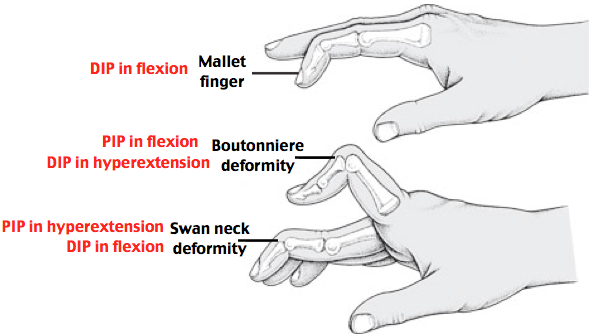 DIP in flexion
Mallet
finger
PIP in flexion
DIP in hyperextension
Boutonniere
deformity
PIP in hyperextension
DIP in flexion
Swan neck
deformity